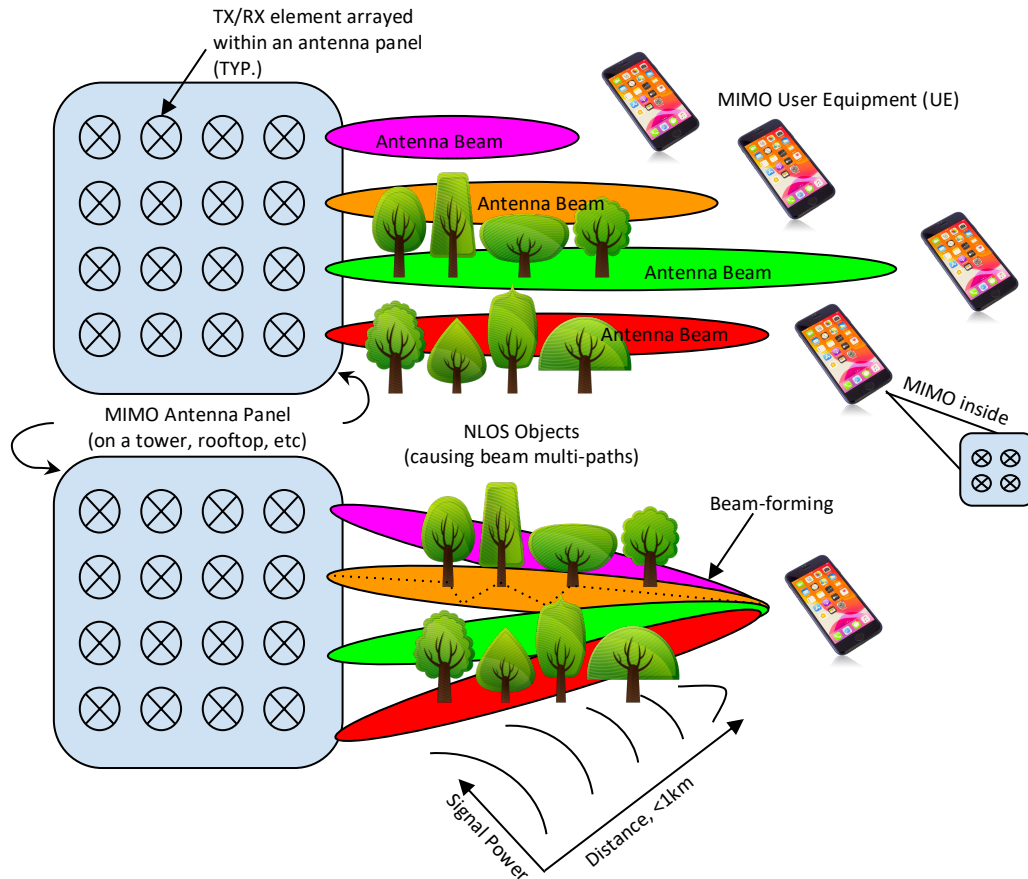 TX/RX element arrayed
within an antenna panel
(TYP.)
MIMO User Equipment (UE)
Antenna Beam
Antenna Beam
Antenna Beam
Antenna Beam
MIMO inside
MIMO Antenna Panel
(on a tower, rooftop, etc)
NLOS Objects
(causing beam multi-paths)
Beam-forming
Signal Power
Distance, <1km